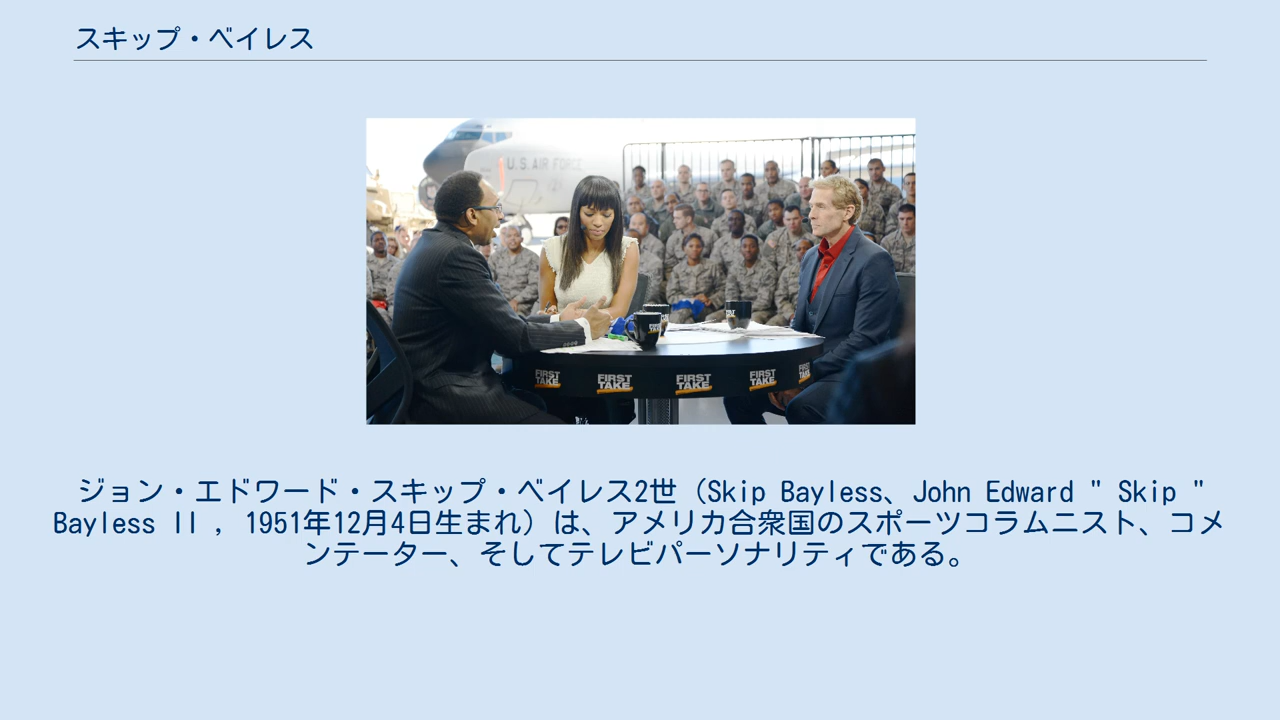 スキップ・ベイレス
U.S. AIR FORCE
FIRST TAKE
FIRST TAKE
FIRST TAKE
FIRST TAKE
ジョン・エドワード・スキップ・ベイレス2世（Skip Bayless、John Edward " Skip "
Bayless II , 1951年12月4日生まれ）は、アメリカ合衆国のスポーツコラムニスト、コメ
ンテーター、そしてテレビパーソナリティである。